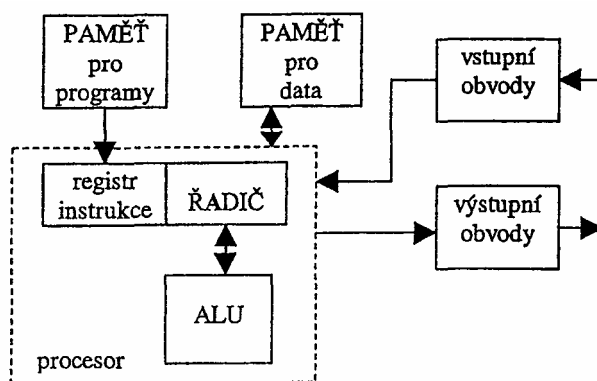 PAMĚŤ
pro
programy
PAMĚŤ
pro
data
vstupní
obvody
registr
instrukce
ŘADIČ
výstupní
obvody
ALU
procesor